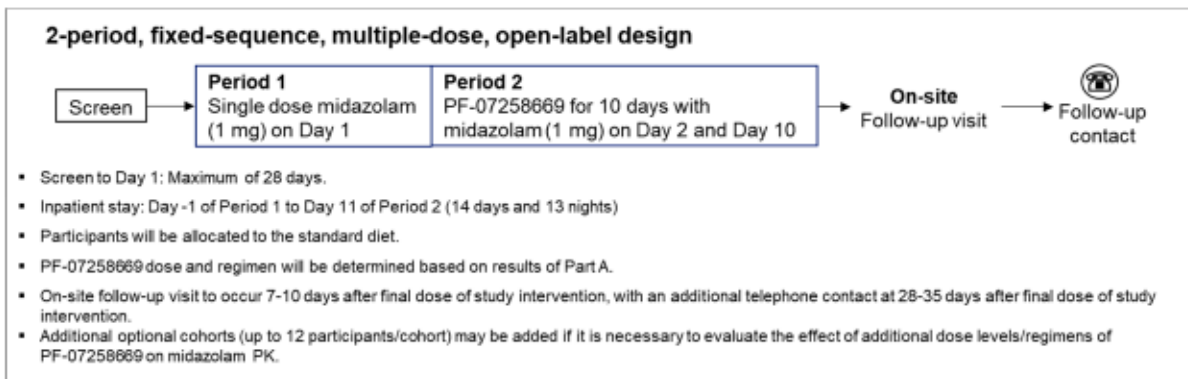 2-period, fixed-sequence, multiple-dose, open-label design
Screen
Period 1
Single dose midazolam
(1 mg) on Day 1
Period 2
PF-07258669 for 10 days with
midazolam (1 mg) on Day 2 and Day 10
On-site
Follow-up visit
Follow-up
contact
▪ Screen to Day 1: Maximum of 28 days.
▪ Inpatient stay: Day -1 of Period 1 to Day 11 of Period 2 (14 days and 13 nights)
▪ Participants will be allocated to the standard diet.
▪ PF-07258669 dose and regimen will be determined based on results of Part A.
▪ On-site follow-up visit to occur 7-10 days after final dose of study intervention, with an additional telephone contact at 28-35 days after final dose of study
intervention.
▪ Additional optional cohorts (up to 12 participants/cohort) may be added if it is necessary to evaluate the effect of additional dose levels/regimens of
PF-07258669 on midazolam PK.